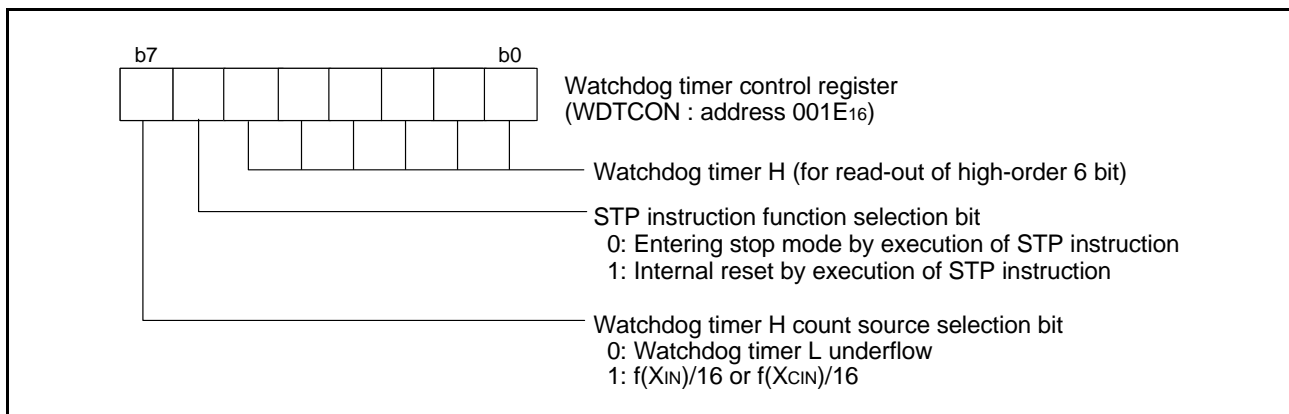 b7 b0
Watchdog timer control register
(WDTCON : address 001E16)
Watchdog timer H (for read-out of high-order 6 bit)
STP instruction function selection bit
0: Entering stop mode by execution of STP instruction
1: Internal reset by execution of STP instruction
Watchdog timer H count source selection bit
0: Watchdog timer L underflow
1: f(XIN)/16 or f(XCIN)/16